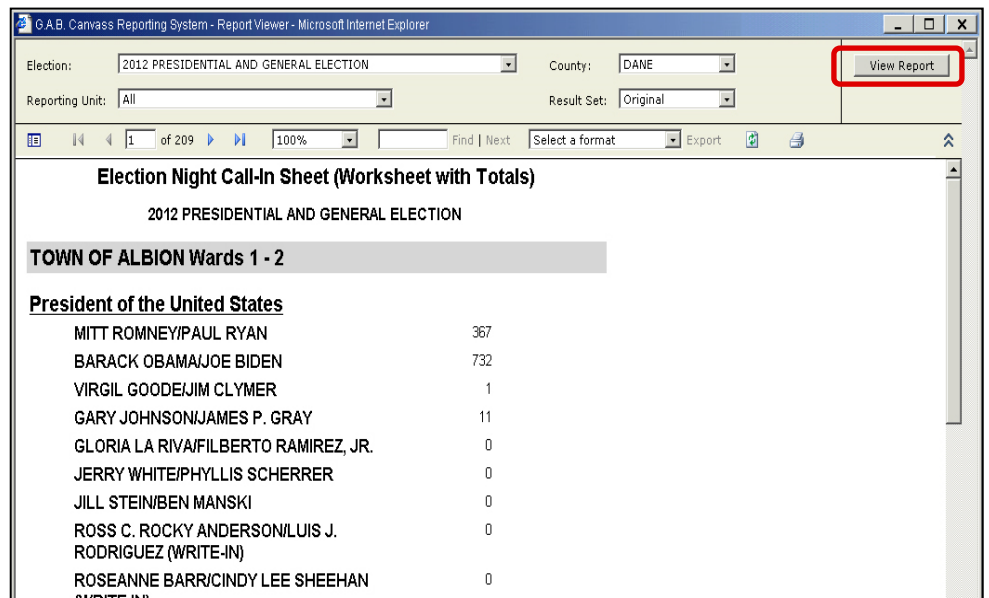 G.A.B. Canvass Reporting System - Report Viewer - Microsoft Internet Explorer
Election: 2012 PRESIDENTIAL AND GENERAL ELECTION County: DANE View Report
Reporting Unit: All Result Set: Original
1 of 209 100% Find | Next Select a format Export
Election Night Call-In Sheet (Worksheet with Totals)
2012 PRESIDENTIAL AND GENERAL ELECTION
TOWN OF ALBION Wards 1 - 2
President of the United States
MITT ROMNEY/PAUL RYAN 367
BARACK OBAMA/JOE BIDEN 732
VIRGIL GOODE/JIM CLYMER 1
GARY JOHNSON/JAMES P. GRAY 11
GLORIA LA RIVA/FILBERTO RAMIREZ, JR. 0
JERRY WHITE/PHYLLIS SCHERRER 0
JILL STEIN/BEN MANSKI 0
ROSS C. ROCKY ANDERSON/LUIS J. 0
RODRIGUEZ (WRITE-IN)
ROSEANNE BARR/CINDY LEE SHEEHAN 0
(WRITE-IN)